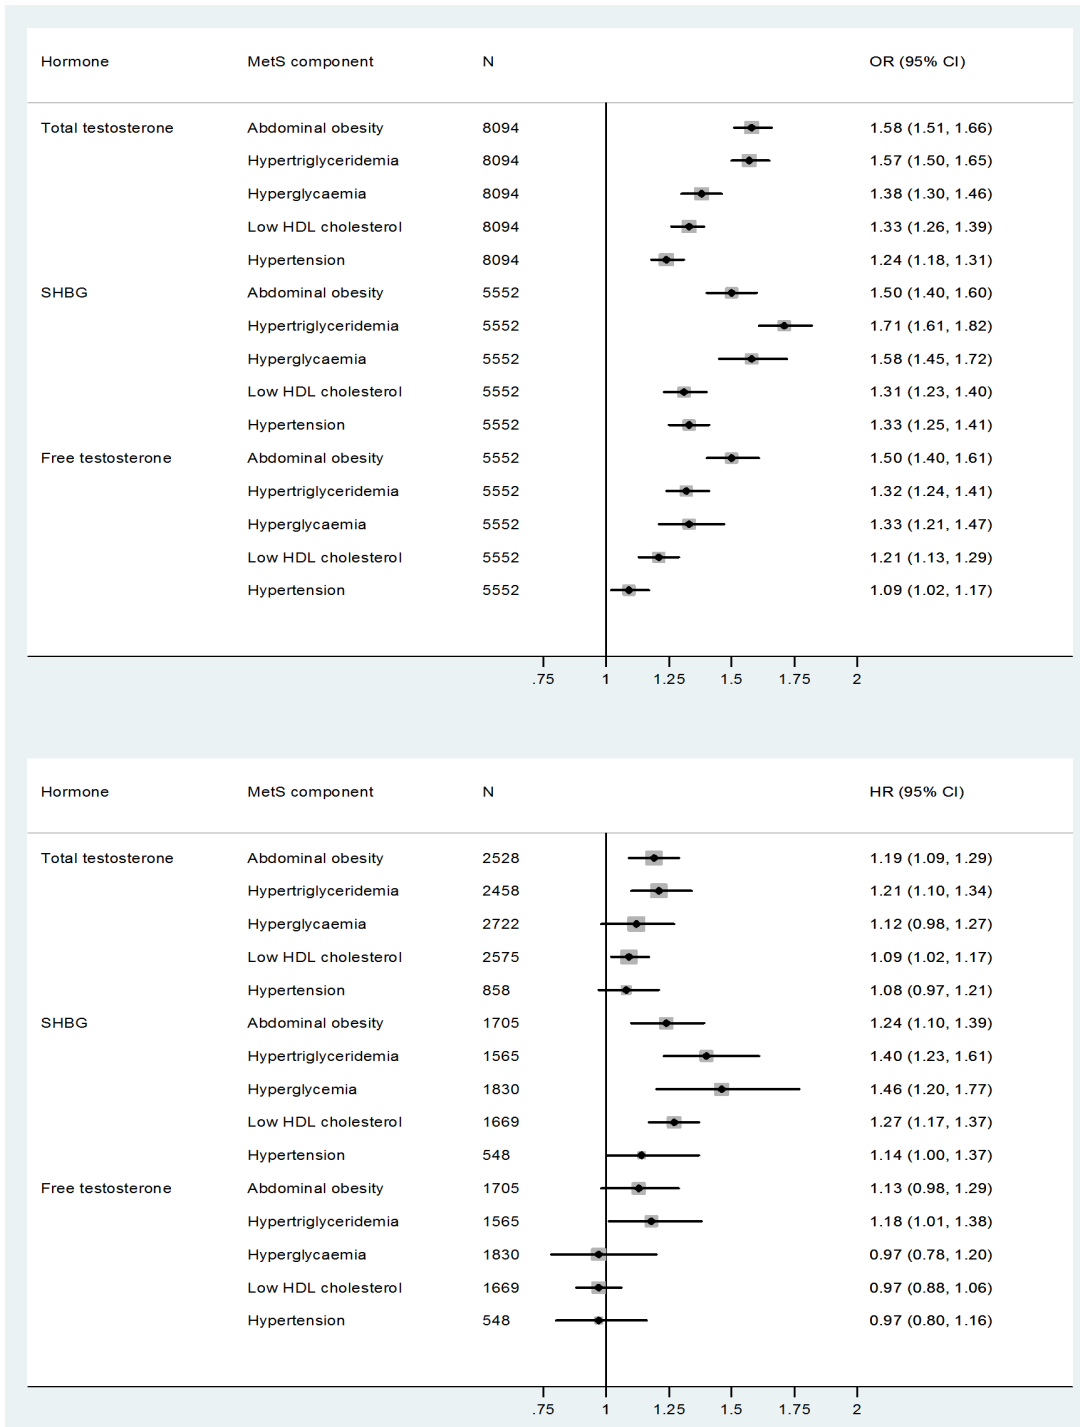 Hormone MetS component N OR (95% CI)
Total testosterone Abdominal obesity 8094 1.58 (1.51, 1.66)
Hypertriglyceridemia 8094 1.57 (1.50, 1.65)
Hyperglycaemia 8094 1.38 (1.30, 1.46)
Low HDL cholesterol 8094 1.33 (1.26, 1.39)
Hypertension 8094 1.24 (1.18, 1.31)
SHBG Abdominal obesity 5552 1.50 (1.40, 1.60)
Hypertriglyceridemia 5552 1.71 (1.61, 1.82)
Hyperglycaemia 5552 1.58 (1.45, 1.72)
Low HDL cholesterol 5552 1.31 (1.23, 1.40)
Hypertension 5552 1.33 (1.25, 1.41)
Free testosterone Abdominal obesity 5552 1.50 (1.40, 1.61)
Hypertriglyceridemia 5552 1.32 (1.24, 1.41)
Hyperglycaemia 5552 1.33 (1.21, 1.47)
Low HDL cholesterol 5552 1.21 (1.13, 1.29)
Hypertension 5552 1.09 (1.02, 1.17)
.75 1 1.25 1.5 1.75 2
Hormone MetS component N HR (95% CI)
Total testosterone Abdominal obesity 2528 1.19 (1.09, 1.29)
Hypertriglyceridemia 2458 1.21 (1.10, 1.34)
Hyperglycaemia 2722 1.12 (0.98, 1.27)
Low HDL cholesterol 2575 1.09 (1.02, 1.17)
Hypertension 858 1.08 (0.97, 1.21)
SHBG Abdominal obesity 1705 1.24 (1.10, 1.39)
Hypertriglyceridemia 1565 1.40 (1.23, 1.61)
Hyperglycemia 1830 1.46 (1.20, 1.77)
Low HDL cholesterol 1669 1.27 (1.17, 1.37)
Hypertension 548 1.14 (1.00, 1.37)
Free testosterone Abdominal obesity 1705 1.13 (0.98, 1.29)
Hypertriglyceridemia 1565 1.18 (1.01, 1.38)
Hyperglycaemia 1830 0.97 (0.78, 1.20)
Low HDL cholesterol 1669 0.97 (0.88, 1.06)
Hypertension 548 0.97 (0.80, 1.16)
.75 1 1.25 1.5 1.75 2